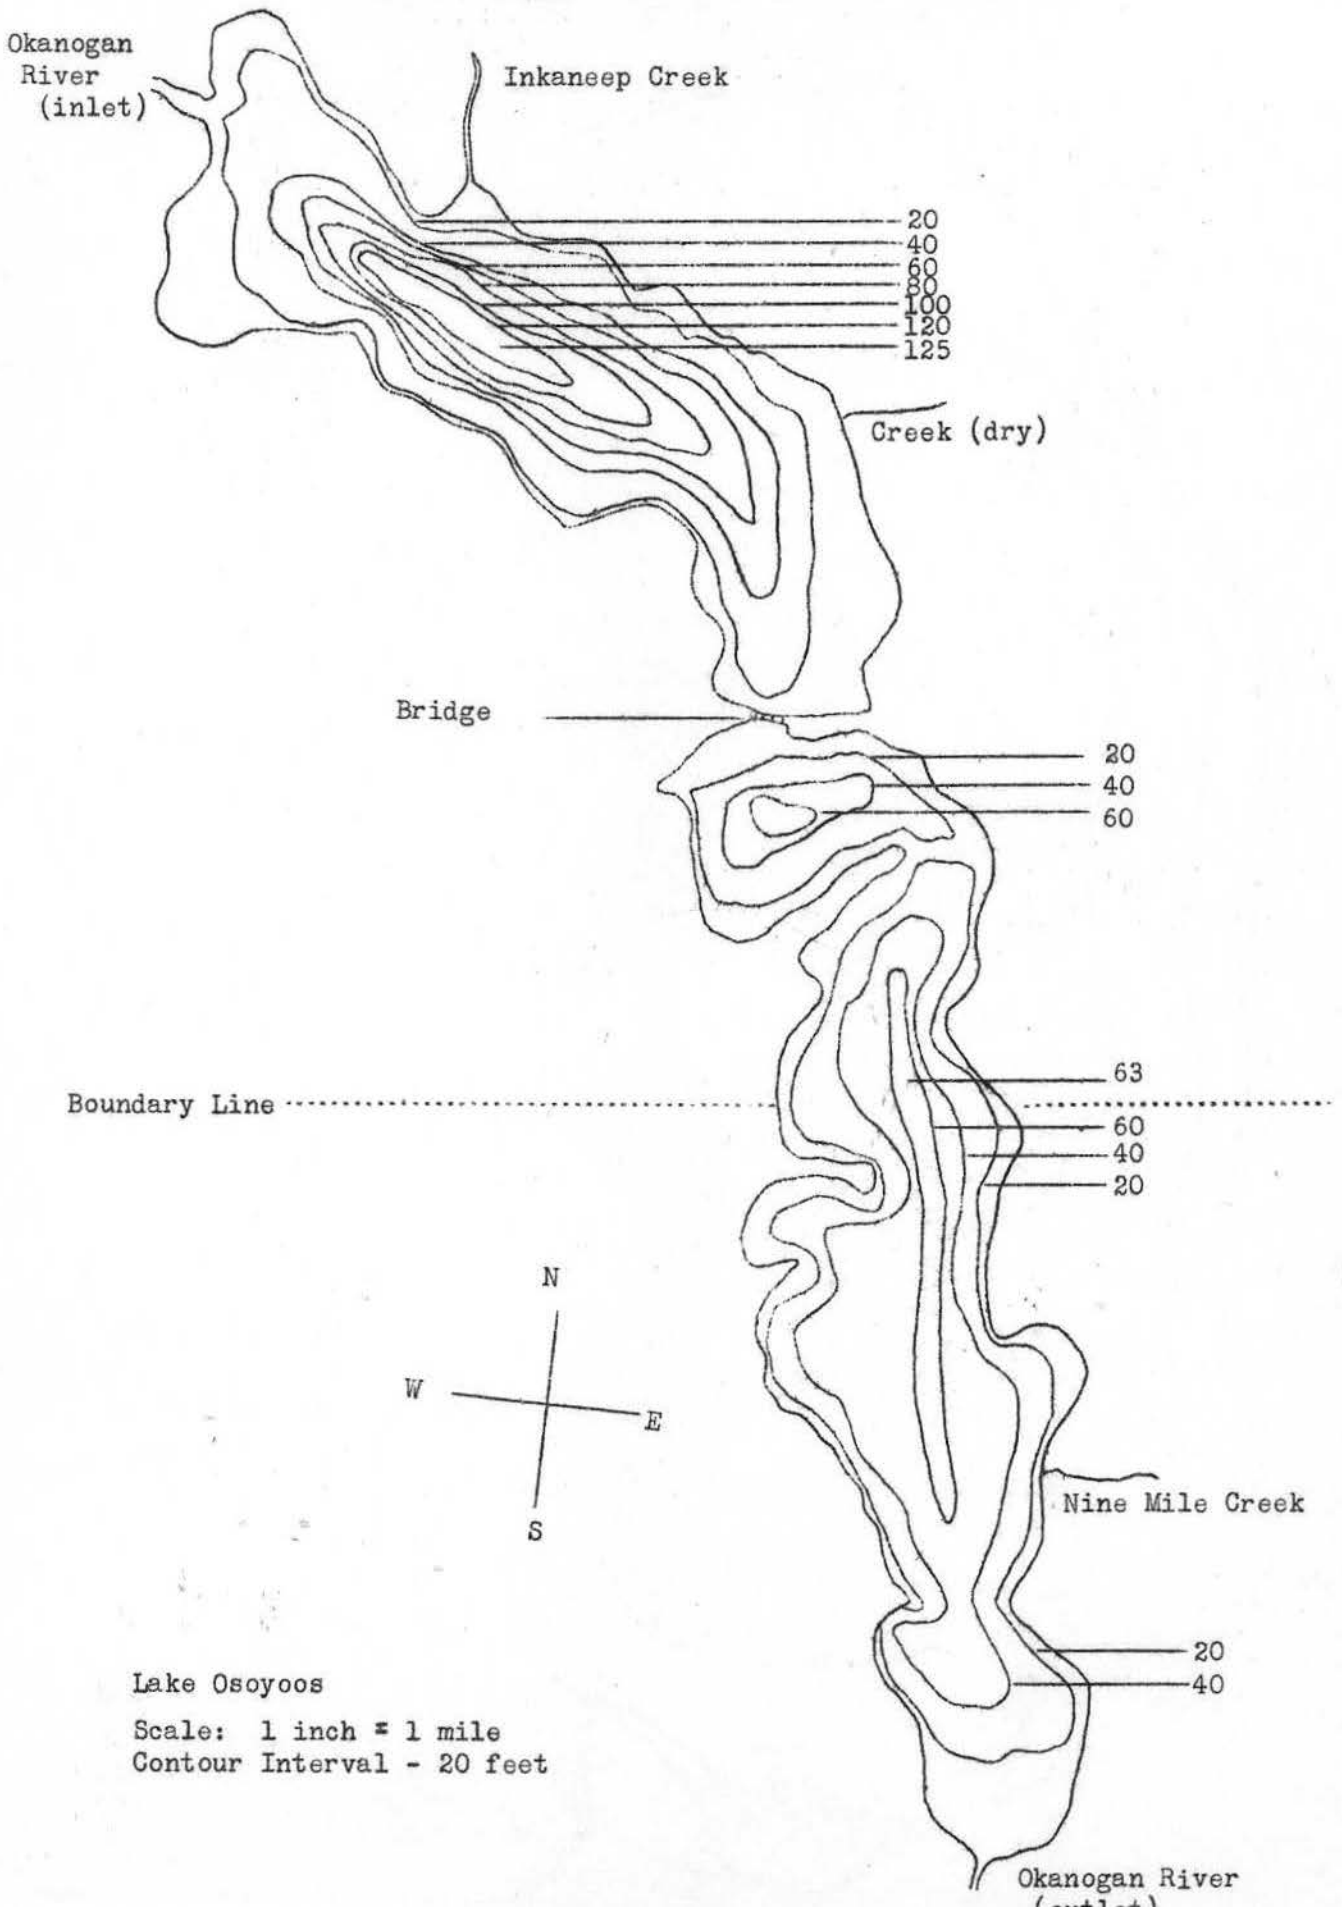 Okanogan
River
(inlet)
Inkaneep Creek
20
40
60
80
100
120
125
Creek (dry)
Bridge
20
40
60
63
Boundary Line
60
40
20
N
W
E
S
Nine Mile Creek
20
40
Lake Osoyoos
Scale: 1 inch = 1 mile
Contour Interval - 20 feet
Okanogan River
(outlet)